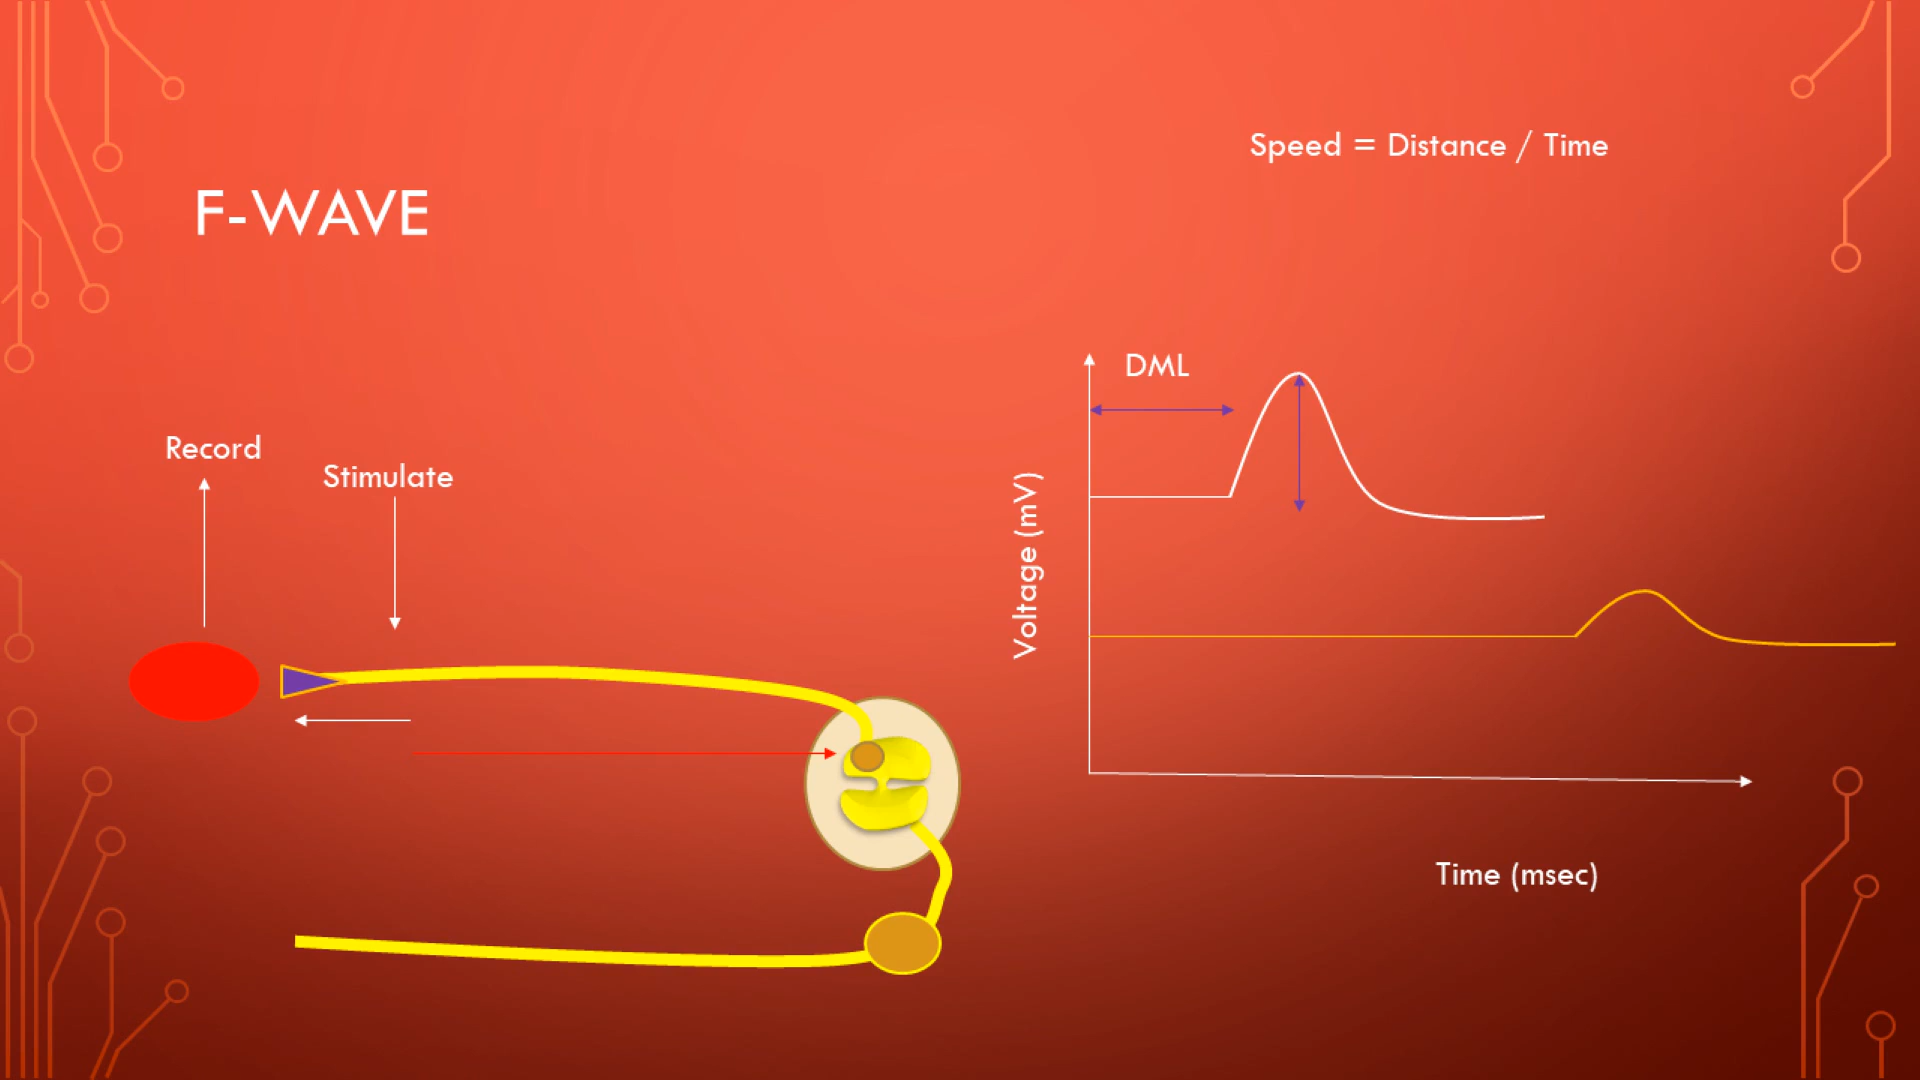 Speed = Distance / Time
F-WAVE
DML
Record
Stimulate
Voltage (mV)
Time (msec)